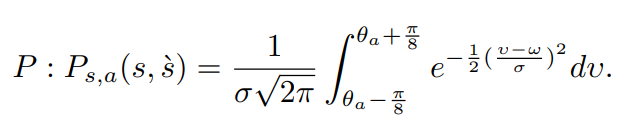 P : P_{s,a}(s, \grave{s}) = \frac{1}{\sigma\sqrt{2\pi}} \int_{\theta_a - \frac{\pi}{8}}^{\theta_a + \frac{\pi}{8}} e^{-\frac{1}{2}(\frac{\upsilon - \omega}{\sigma})^2} d\upsilon.